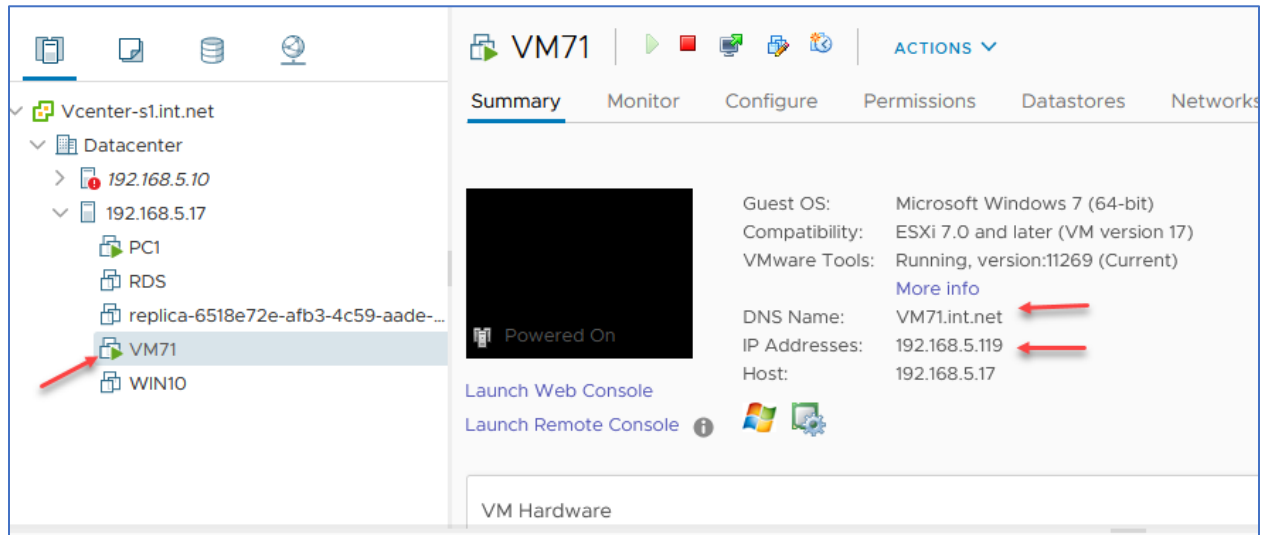 Vcenter-s1.int.net
Datacenter
192.168.5.10
192.168.5.17
PC1
RDS
replica-6518e72e-afb3-4c59-aade-...
VM71
WIN10
VM71
ACTIONS
Summary Monitor Configure Permissions Datastores Networks
Powered On
Launch Web Console
Launch Remote Console
Guest OS: Microsoft Windows 7 (64-bit)
Compatibility: ESXi 7.0 and later (VM version 17)
VMware Tools: Running, version:11269 (Current)
More info
DNS Name: VM71.int.net
IP Addresses: 192.168.5.119
Host: 192.168.5.17
VM Hardware